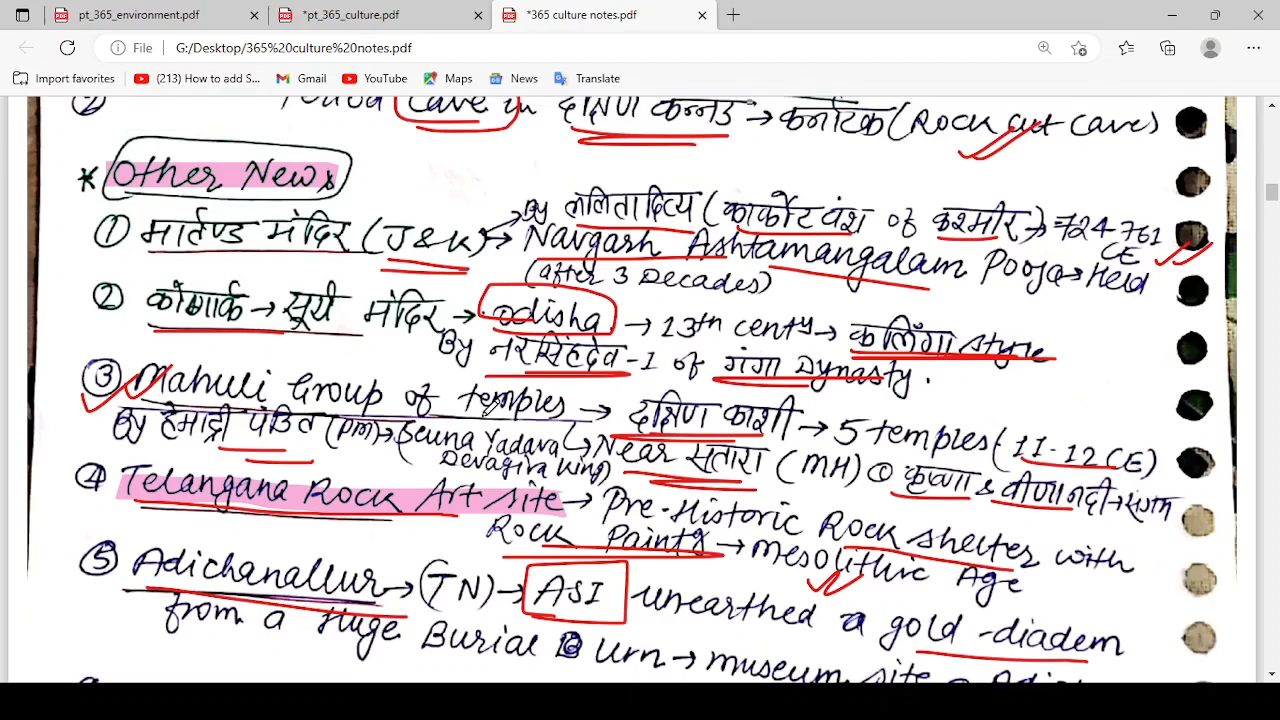 pt_365_environment.pdf
*pt_365_culture.pdf
*365 culture notes.pdf
File
G:/Desktop/365%20culture%20notes.pdf
Import favorites
(213) How to add S...
Gmail
YouTube
Maps
News
Translate
Cave in दक्षिण कन्नड → कर्नाटक (Rock art cave)
* Other News
① मार्तण्ड मंदिर (J&K) → By ललितादित्य (कार्कोट वंश of कश्मीर) → 724-761 CE
→ Navgarh Ashtamangalam Pooja → Held
(after 3 Decades)
② कोणार्क → सूर्य मंदिर → odisha → 13th centy → कलिंगा style
By नरसिंहदेव-I of गंगा Dynasty.
③ Mahuli Group of temples → दक्षिण काशी → 5 temples (11-12 CE)
By हेमाद्री पंडित (PM) → (Seuna Yadava Devagira King) → Near सतारा (MH) @ कृष्णा & वीणा नदी → संगम
④ Telangana Rock Art site → Pre-Historic Rock shelter with
Rock Paints → mesolithic Age
⑤ Adichanallur → (TN) → ASI unearthed a gold-diadem
from a Huge Burial Urn → museum site